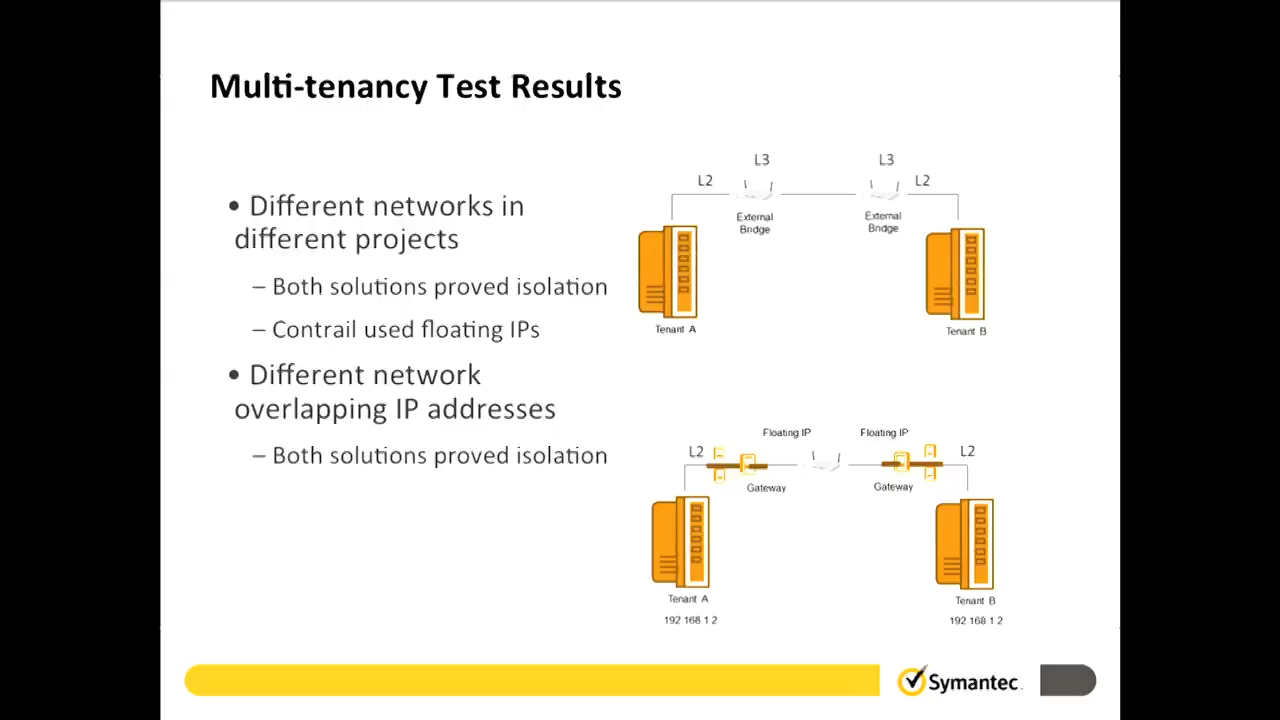 Multi-tenancy Test Results
• Different networks in
different projects
– Both solutions proved isolation
– Contrail used floating IPs
• Different network
overlapping IP addresses
– Both solutions proved isolation
L3
L3
L2
L2
External
Bridge
External
Bridge
Tenant A
Tenant B
Floating IP
Floating IP
L2
L2
Gateway
Gateway
Tenant A
Tenant B
192 168 1 2
192 168 1 2
Symantec.